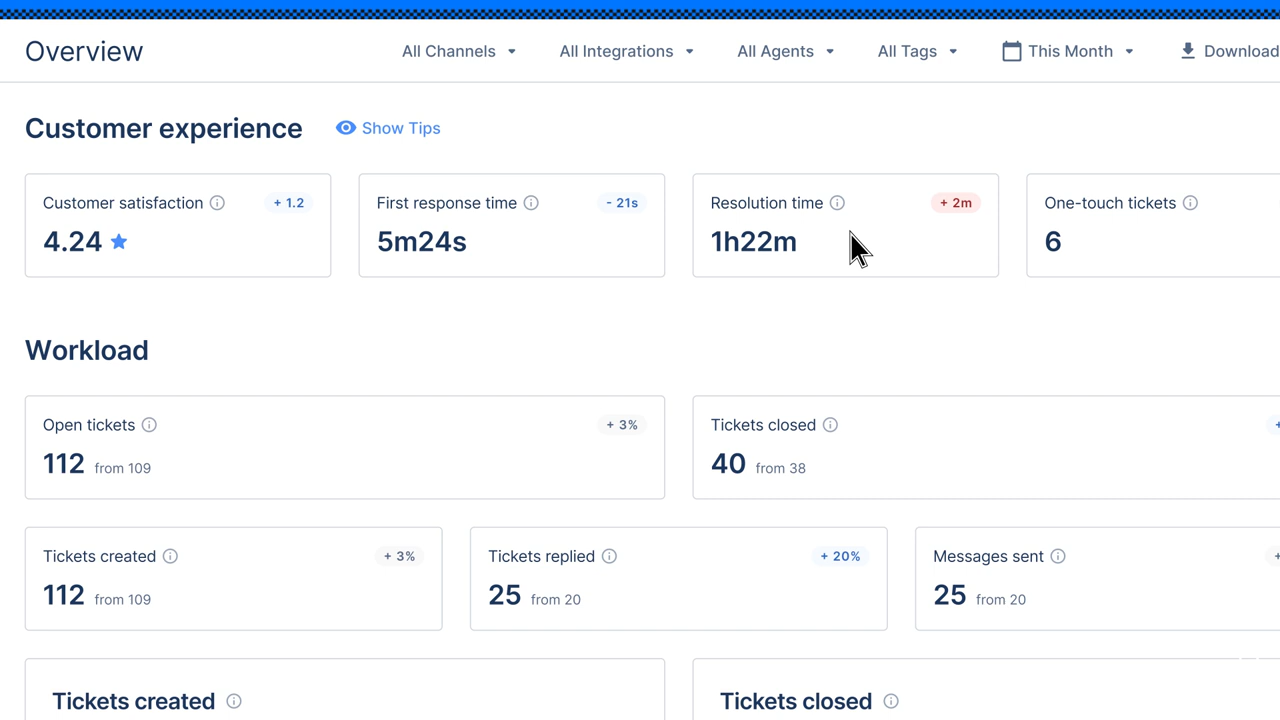 Overview
All Channels
All Integrations
All Agents
All Tags
This Month
Download
Customer experience
Show Tips
Customer satisfaction
+ 1.2
4.24
First response time
- 21s
5m24s
Resolution time
+ 2m
1h22m
One-touch tickets
6
Workload
Open tickets
+ 3%
112 from 109
Tickets closed
+
40 from 38
Tickets created
+ 3%
112 from 109
Tickets replied
+ 20%
25 from 20
Messages sent
+
25 from 20
Tickets created
Tickets closed